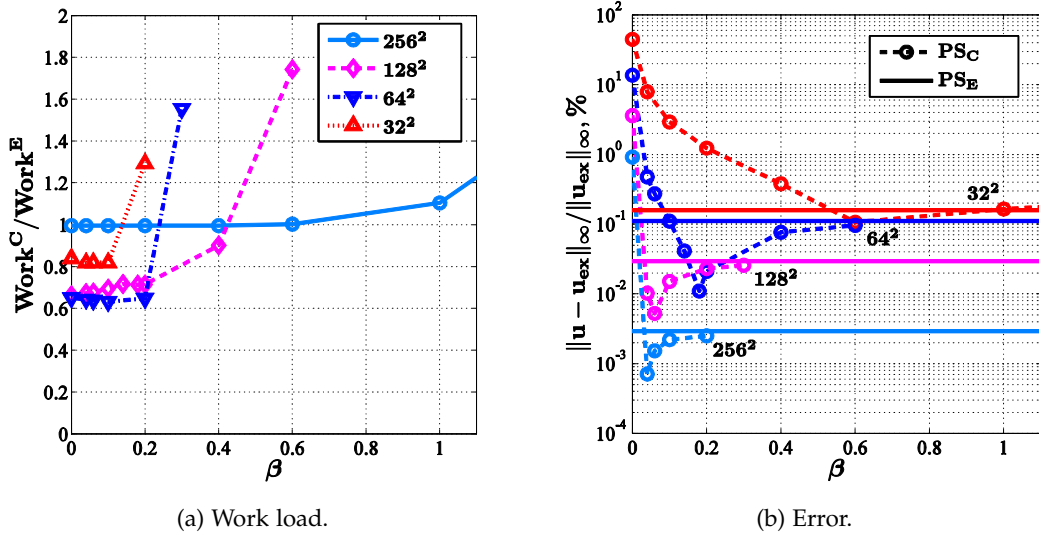 2
1.8
1.6
1.4
1.2
1
0.8
0.6
0.4
0.2
0
Work^C/Work^E
256²
128²
64²
32²
0 0.2 0.4 0.6 0.8 1
β
(a) Work load.
10²
10¹
10⁰
10⁻¹
10⁻²
10⁻³
10⁻⁴
‖u − u_ex‖_∞/‖u_ex‖_∞, %
PS_C
PS_E
32²
64²
128²
256²
0 0.2 0.4 0.6 0.8 1
β
(b) Error.